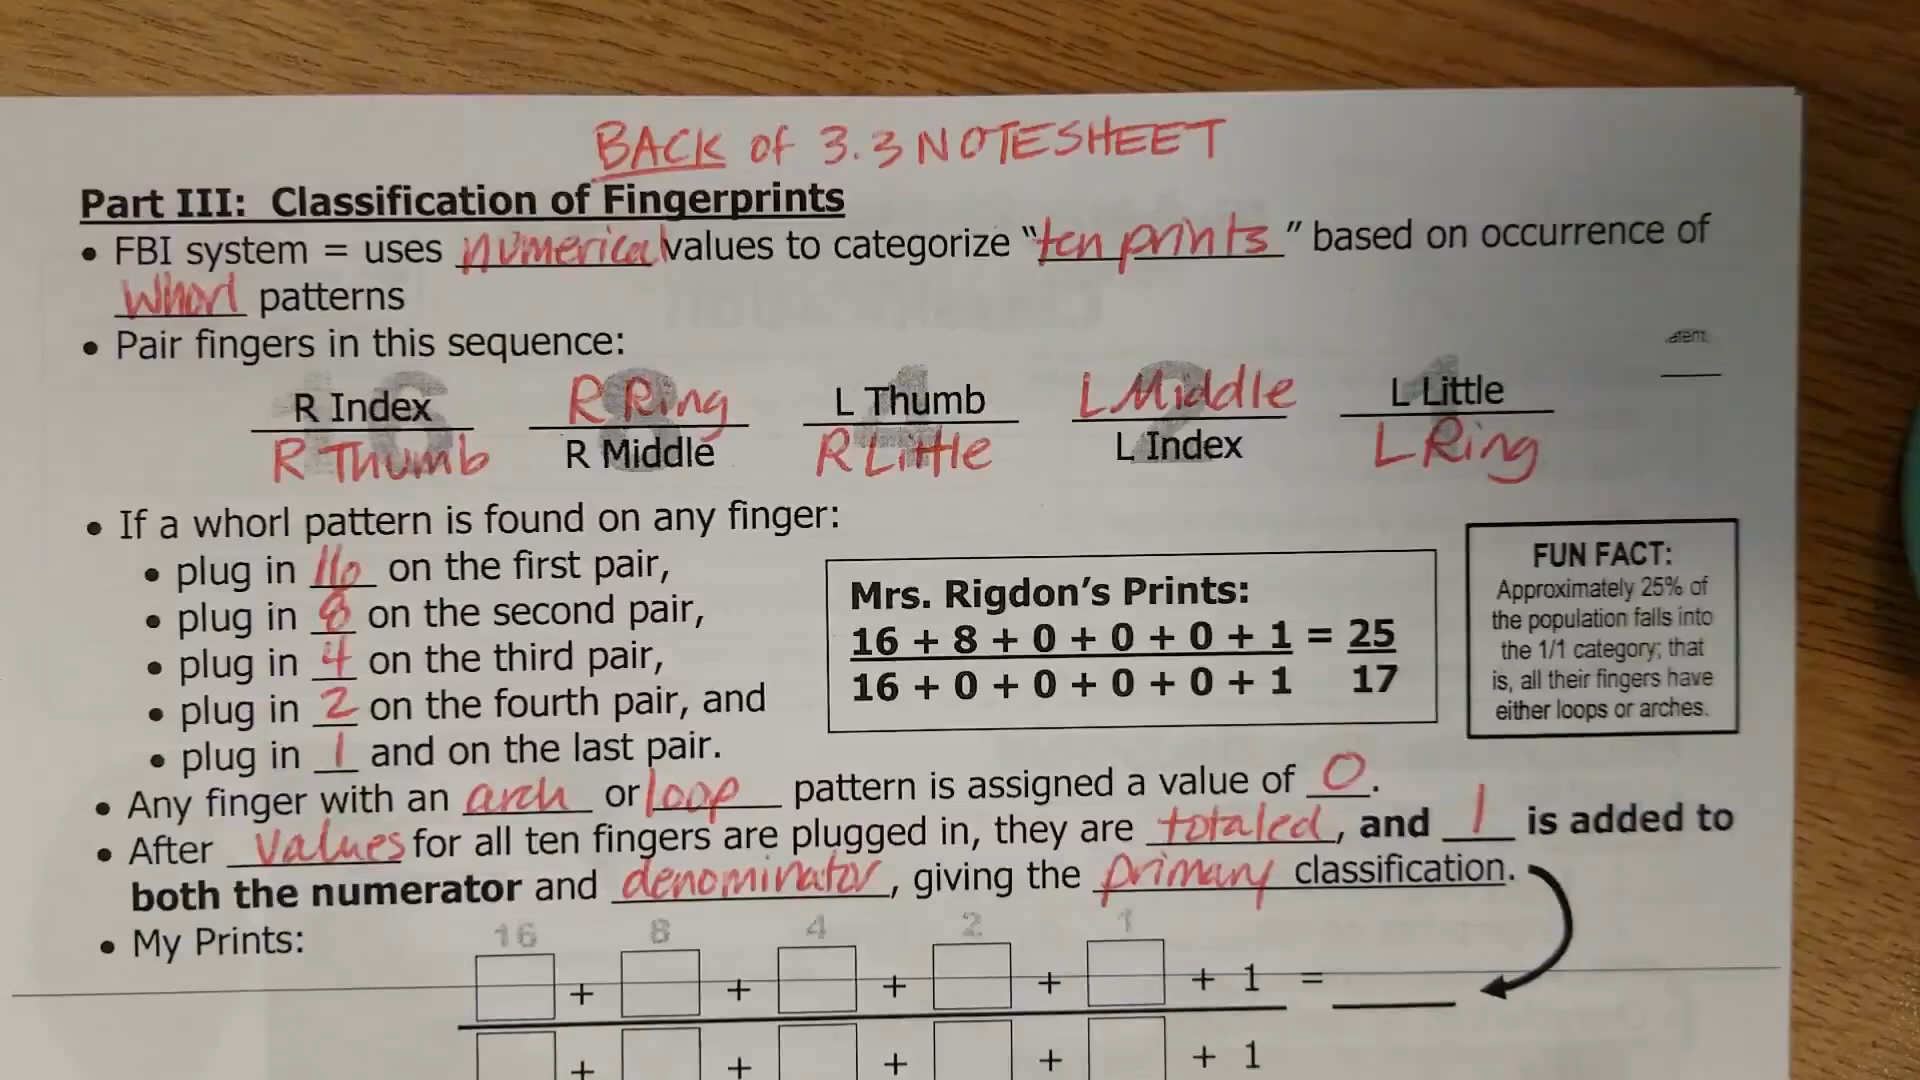 BACK of 3.3 NOTESHEET
Part III: Classification of Fingerprints
• FBI system = uses numerical values to categorize "ten prints" based on occurrence of
whorl patterns
• Pair fingers in this sequence:
16 8 4 2 1
R Index R Ring L Thumb L Middle L Little
R Thumb R Middle R Little L Index L Ring
• If a whorl pattern is found on any finger:
• plug in 16 on the first pair,
• plug in 8 on the second pair,
• plug in 4 on the third pair,
• plug in 2 on the fourth pair, and
• plug in 1 and on the last pair.
Mrs. Rigdon's Prints:
16 + 8 + 0 + 0 + 0 + 1 = 25
16 + 0 + 0 + 0 + 0 + 1 17
FUN FACT:
Approximately 25% of
the population falls into
the 1/1 category; that
is, all their fingers have
either loops or arches.
• Any finger with an arch or loop pattern is assigned a value of 0.
• After values for all ten fingers are plugged in, they are totaled, and 1 is added to
both the numerator and denominator, giving the primary classification.
• My Prints:
16 8 4 2 1
+ + + + + 1 =
+ + + + + 1